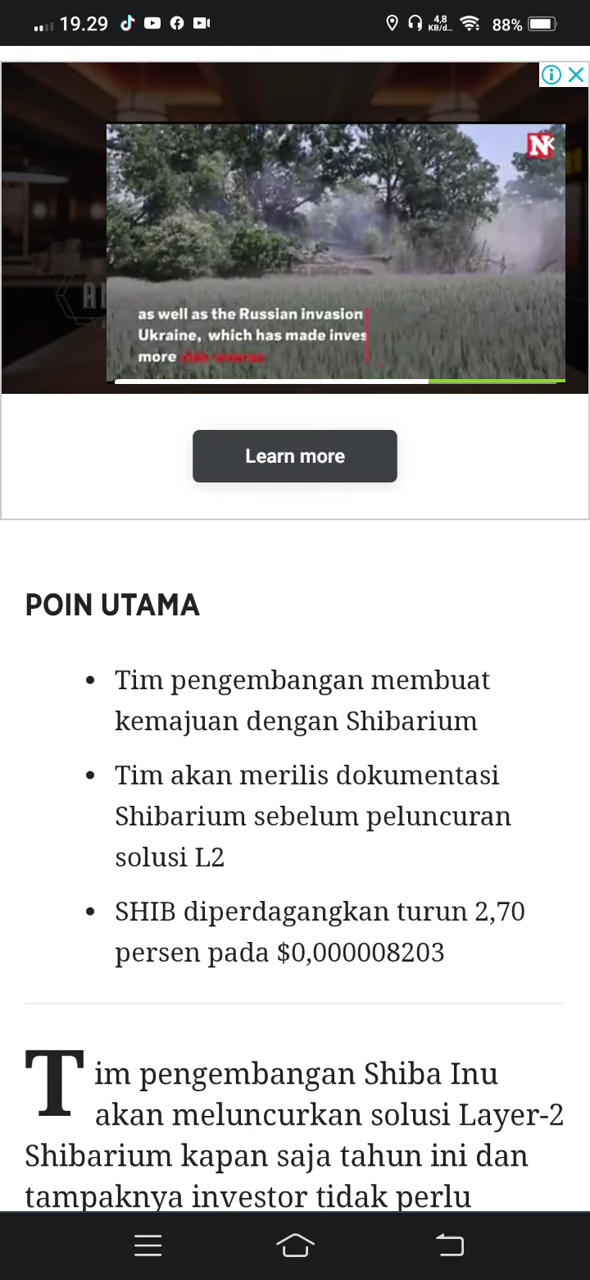 19.29
4,8
KB/d...
88%
as well as the Russian invasion
Ukraine, which has made inves
more risk-averse
Learn more
POIN UTAMA
• Tim pengembangan membuat
kemajuan dengan Shibarium
• Tim akan merilis dokumentasi
Shibarium sebelum peluncuran
solusi L2
• SHIB diperdagangkan turun 2,70
persen pada $0,000008203
Tim pengembangan Shiba Inu
akan meluncurkan solusi Layer-2
Shibarium kapan saja tahun ini dan
tampaknya investor tidak perlu